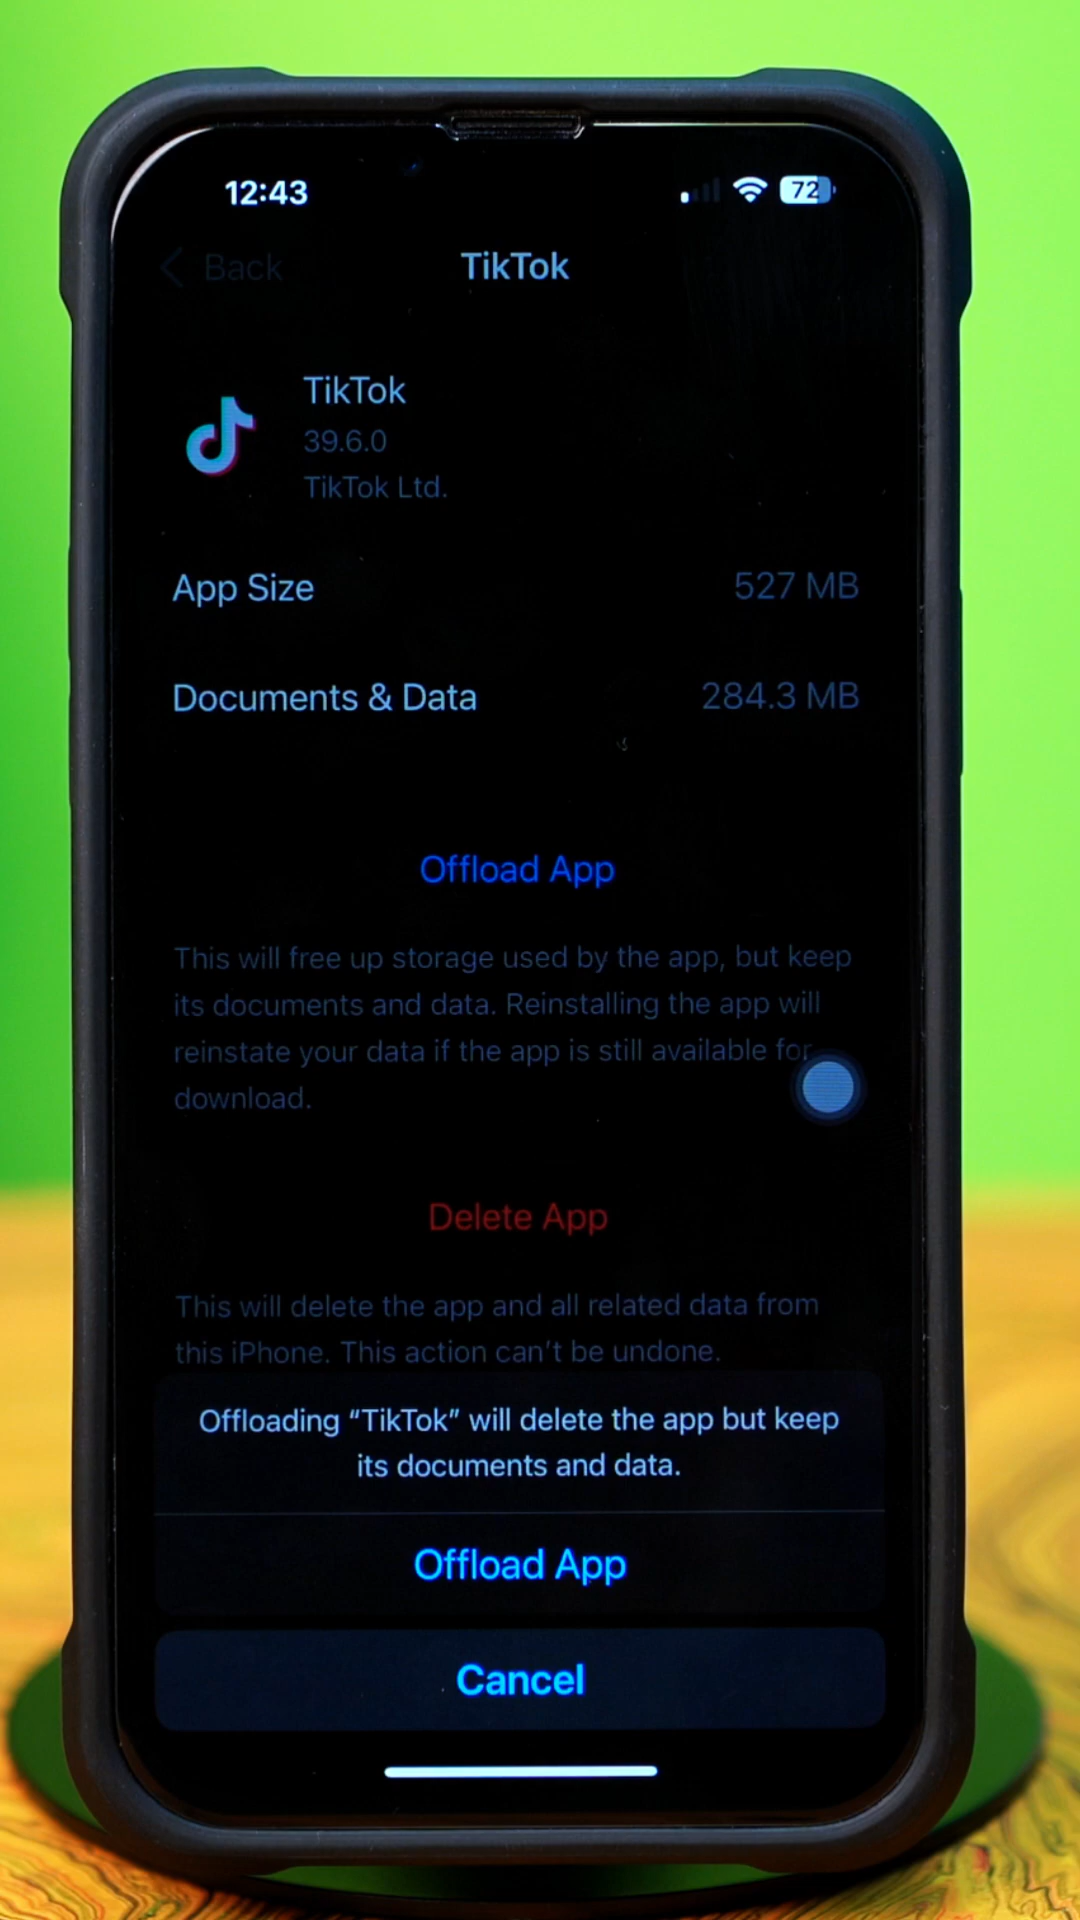 12:43
72
Back
TikTok
TikTok
39.6.0
TikTok Ltd.
App Size
527 MB
Documents & Data
284.3 MB
Offload App
This will free up storage used by the app, but keep
its documents and data. Reinstalling the app will
reinstate your data if the app is still available for
download.
Delete App
This will delete the app and all related data from
this iPhone. This action can't be undone.
Offloading “TikTok” will delete the app but keep
its documents and data.
Offload App
Cancel